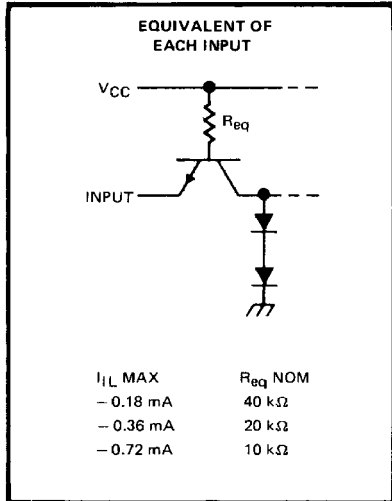 EQUIVALENT OF
EACH INPUT
VCC
Req
INPUT
IIL MAX Req NOM
– 0.18 mA 40 kΩ
– 0.36 mA 20 kΩ
– 0.72 mA 10 kΩ